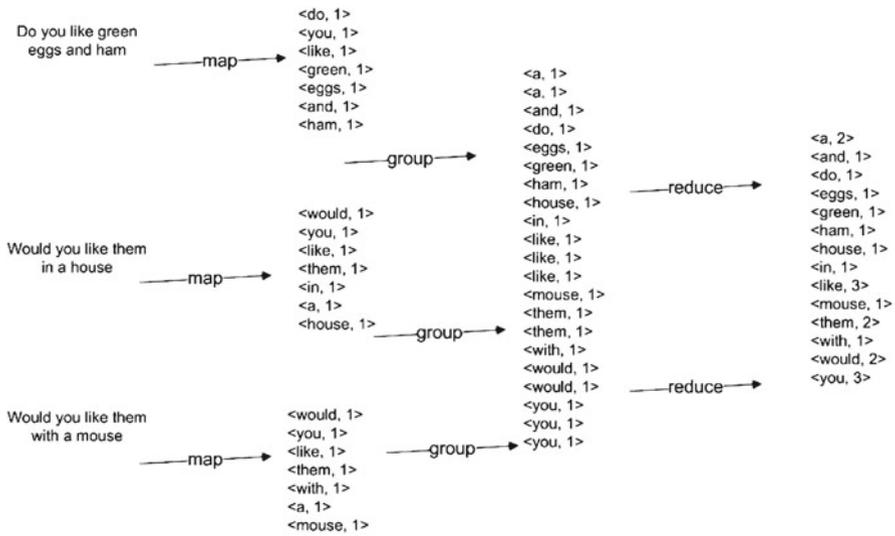 Do you like green
eggs and ham
map
<do, 1>
<you, 1>
<like, 1>
<green, 1>
<eggs, 1>
<and, 1>
<ham, 1>
group
Would you like them
in a house
map
<would, 1>
<you, 1>
<like, 1>
<them, 1>
<in, 1>
<a, 1>
<house, 1>
group
Would you like them
with a mouse
map
<would, 1>
<you, 1>
<like, 1>
<them, 1>
<with, 1>
<a, 1>
<mouse, 1>
group
<a, 1>
<a, 1>
<and, 1>
<do, 1>
<eggs, 1>
<green, 1>
<ham, 1>
<house, 1>
<in, 1>
<like, 1>
<like, 1>
<like, 1>
<mouse, 1>
<them, 1>
<them, 1>
<with, 1>
<would, 1>
<would, 1>
<you, 1>
<you, 1>
<you, 1>
reduce
reduce
<a, 2>
<and, 1>
<do, 1>
<eggs, 1>
<green, 1>
<ham, 1>
<house, 1>
<in, 1>
<like, 3>
<mouse, 1>
<them, 2>
<with, 1>
<would, 2>
<you, 3>